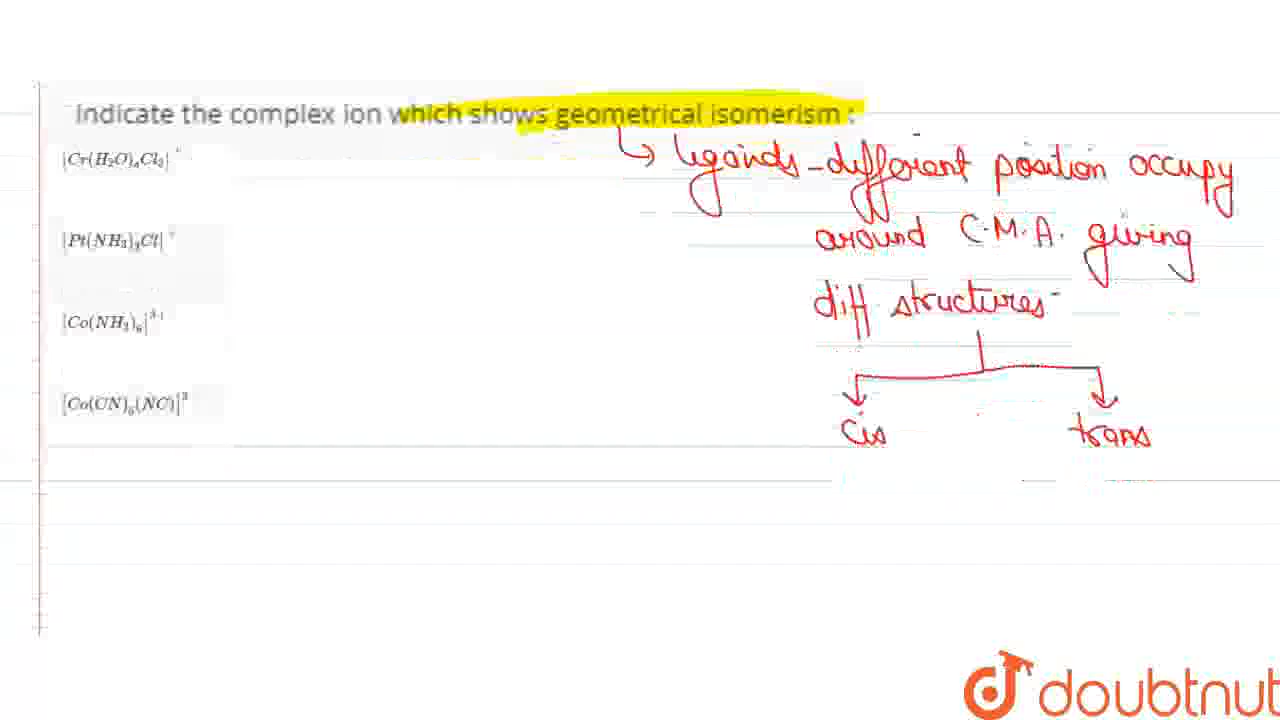 Indicate the complex ion which shows geometrical isomerism :
[Cr(H₂O)₄Cl₂]⁺
↳ ligands - different position occupy
around C.M.A. giving
diff. structures
[Pt(NH₃)₃Cl]⁺
[Co(NH₃)₆]³⁺
[Co(CN)₅(NC)]³
cis trans
doubtnut